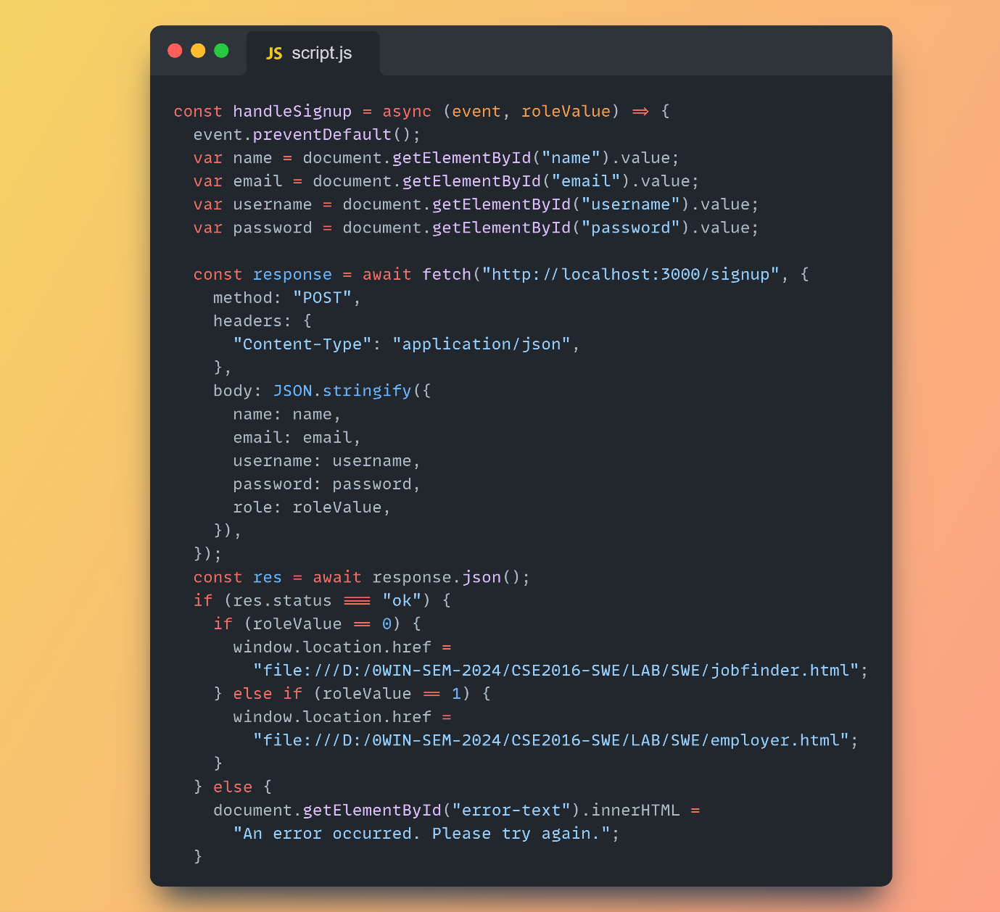 JS script.js
const handleSignup = async (event, roleValue) => {
  event.preventDefault();
  var name = document.getElementById("name").value;
  var email = document.getElementById("email").value;
  var username = document.getElementById("username").value;
  var password = document.getElementById("password").value;

  const response = await fetch("http://localhost:3000/signup", {
    method: "POST",
    headers: {
      "Content-Type": "application/json",
    },
    body: JSON.stringify({
      name: name,
      email: email,
      username: username,
      password: password,
      role: roleValue,
    }),
  });
  const res = await response.json();
  if (res.status === "ok") {
    if (roleValue == 0) {
      window.location.href =
        "file:///D:/0WIN-SEM-2024/CSE2016-SWE/LAB/SWE/jobfinder.html";
    } else if (roleValue == 1) {
      window.location.href =
        "file:///D:/0WIN-SEM-2024/CSE2016-SWE/LAB/SWE/employer.html";
    }
  } else {
    document.getElementById("error-text").innerHTML =
      "An error occurred. Please try again.";
  }